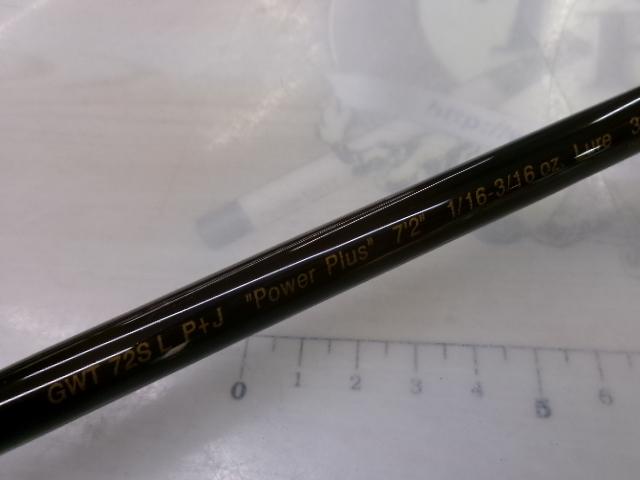 GWT 72S L P+J "Power Plus" 7'2" 1/16-3/16 oz. Lure 3
0 1 2 3 4 5 6